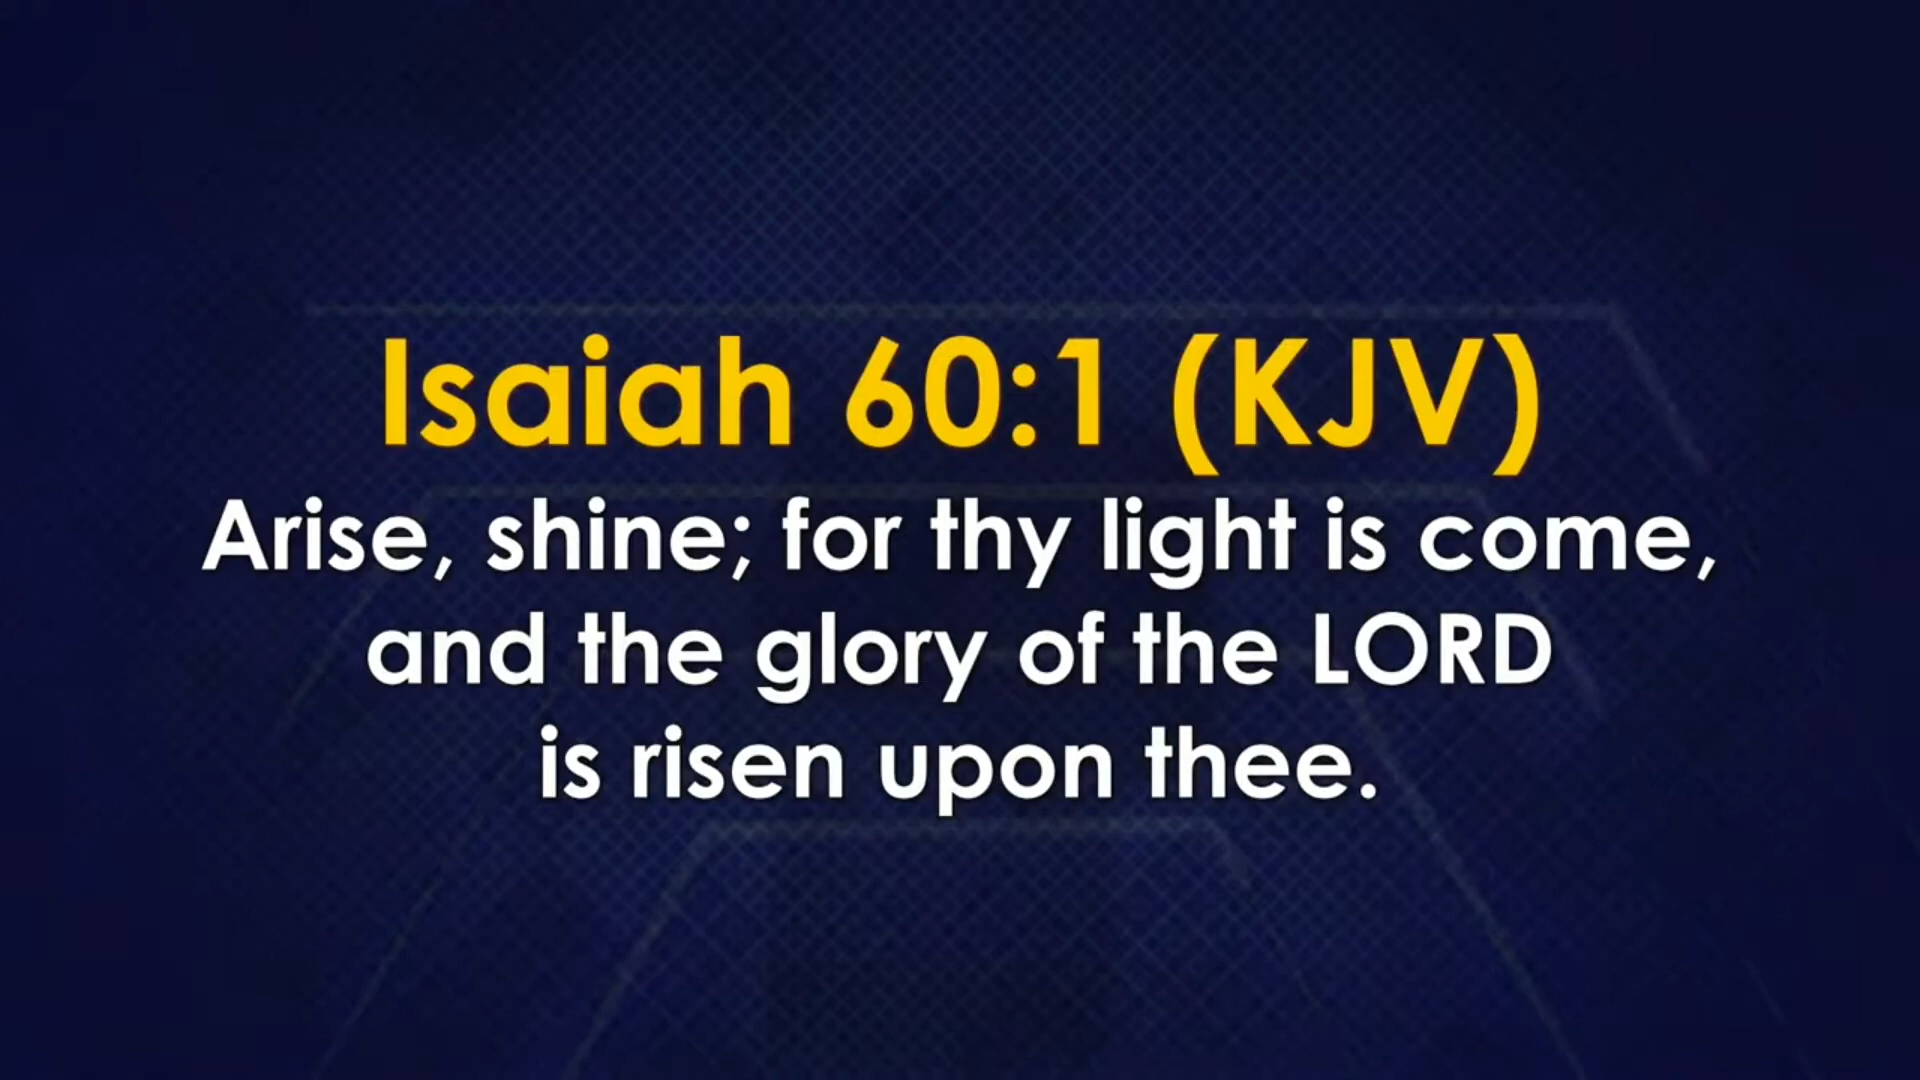 Isaiah 60:1 (KJV)
Arise, shine; for thy light is come,
and the glory of the LORD
is risen upon thee.